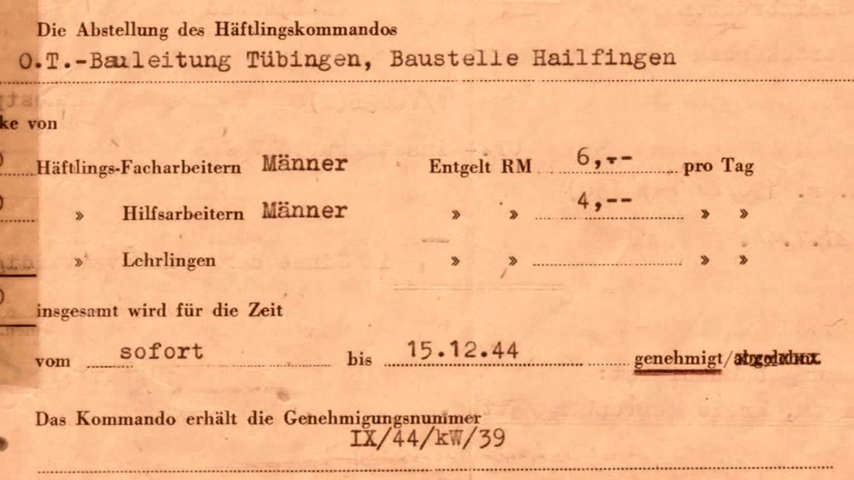 Die Abstellung des Häftlingskommandos
O.T.-Bauleitung Tübingen, Baustelle Hailfingen
ke von
Häftlings-Facharbeitern Männer Entgelt RM 6,-- pro Tag
» Hilfsarbeitern Männer » » 4,-- » »
» Lehrlingen » » » »
insgesamt wird für die Zeit
vom sofort bis 15.12.44 genehmigt/
Das Kommando erhält die Genehmigungsnummer
IX/44/kW/39